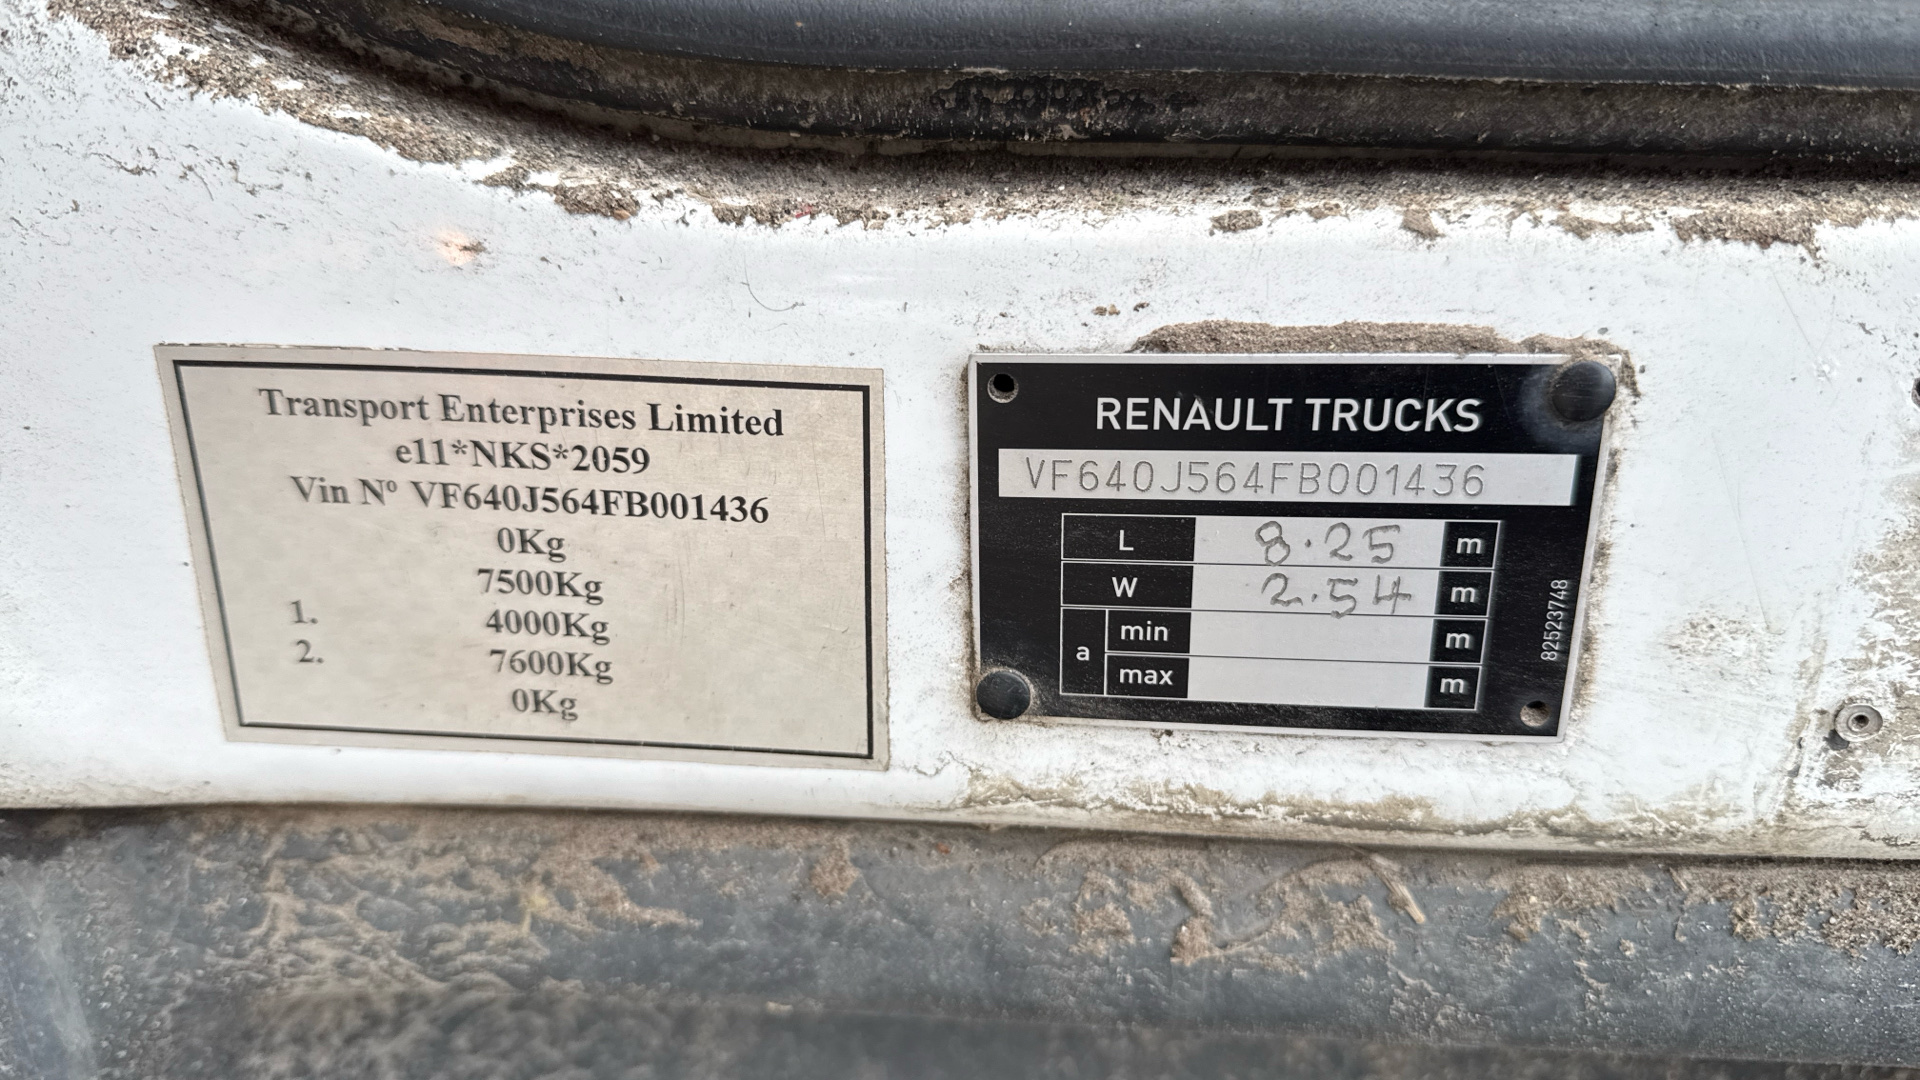 Transport Enterprises Limited
e11*NKS*2059
Vin Nº VF640J564FB001436
0Kg
7500Kg
1. 4000Kg
2. 7600Kg
0Kg
RENAULT TRUCKS
VF640J564FB001436
L 8.25 m
W 2.54 m
a min m
max m
82523748